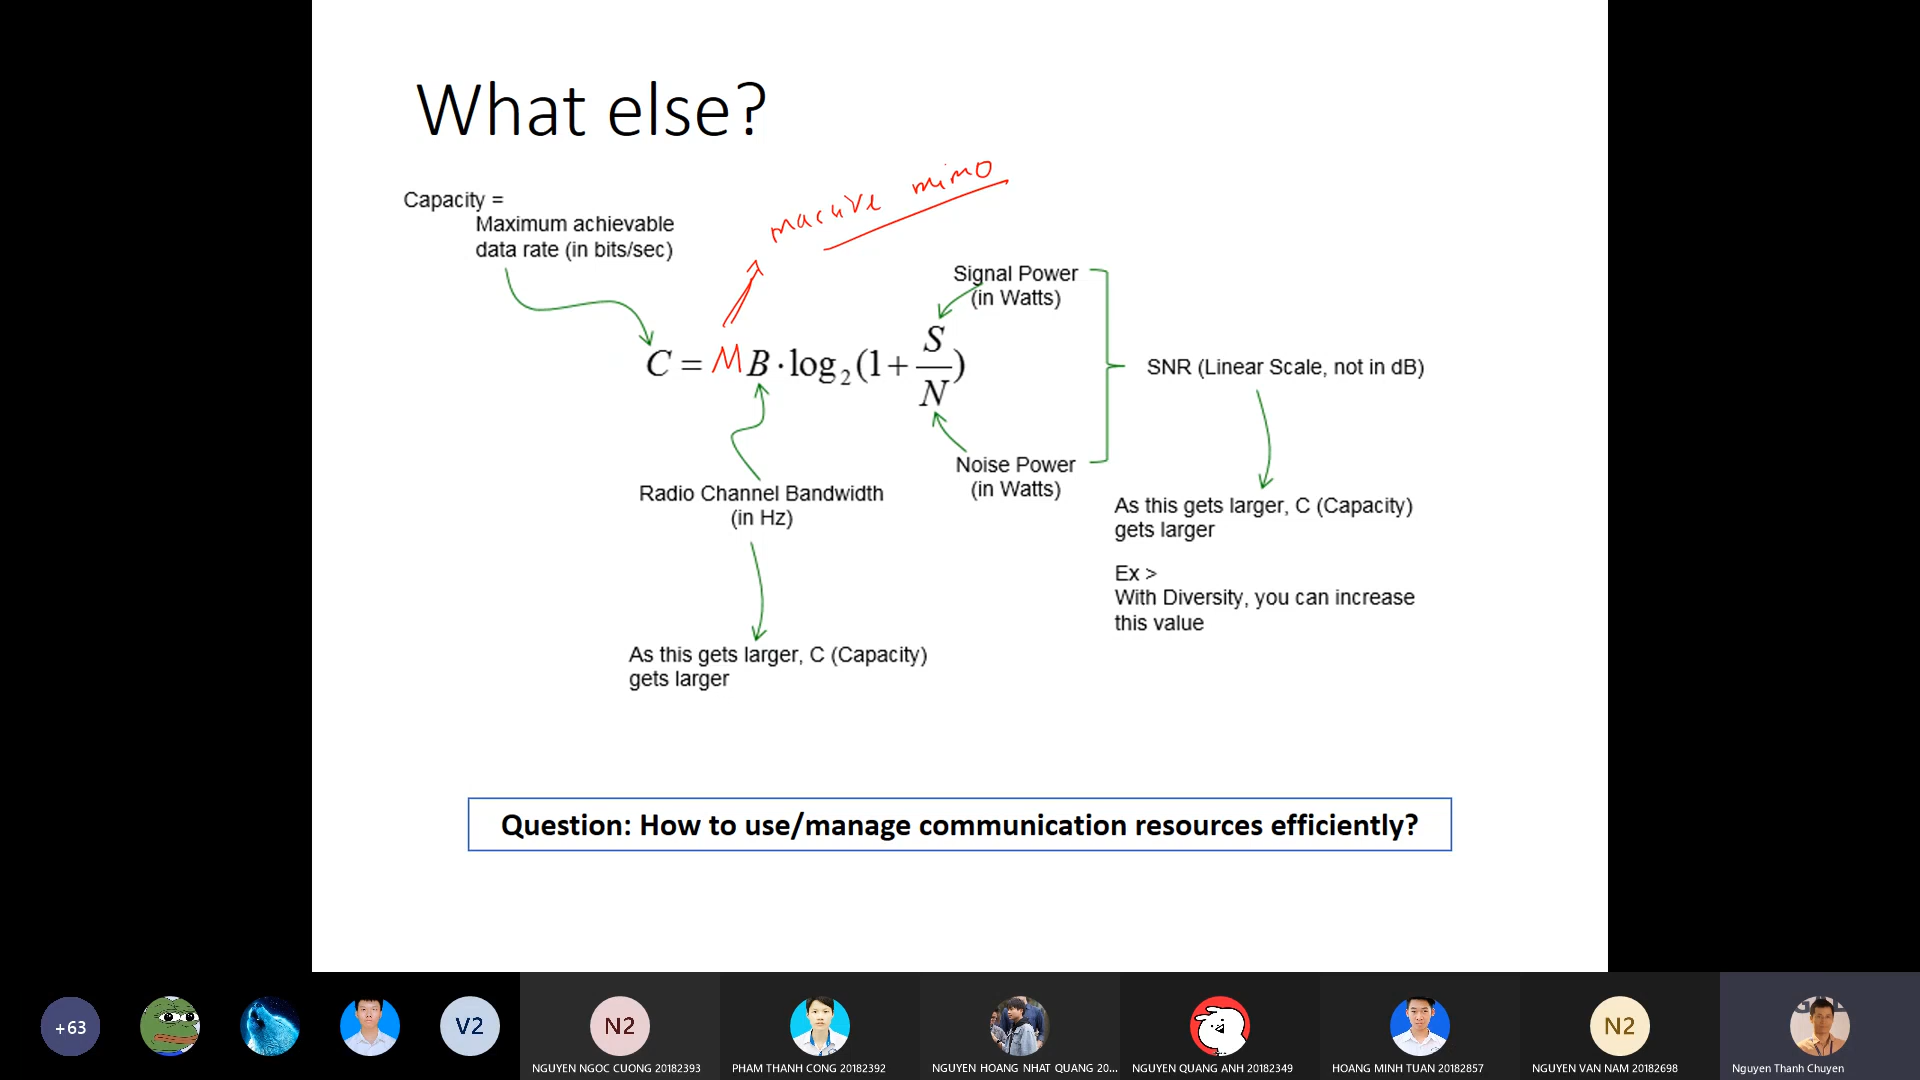 What else?
macsive mimo
Capacity =
Maximum achievable
data rate (in bits/sec)
Signal Power
(in Watts)
C = M B · log₂(1 + S/N)
SNR (Linear Scale, not in dB)
Noise Power
(in Watts)
Radio Channel Bandwidth
(in Hz)
As this gets larger, C (Capacity)
gets larger
Ex >
With Diversity, you can increase
this value
As this gets larger, C (Capacity)
gets larger
Question: How to use/manage communication resources efficiently?
+63
V2
N2
N2
NGUYEN NGOC CUONG 20182393
PHAM THANH CONG 20182392
NGUYEN HOANG NHAT QUANG 20...
NGUYEN QUANG ANH 20182349
HOANG MINH TUAN 20182857
NGUYEN VAN NAM 20182698
Nguyen Thanh Chuyen